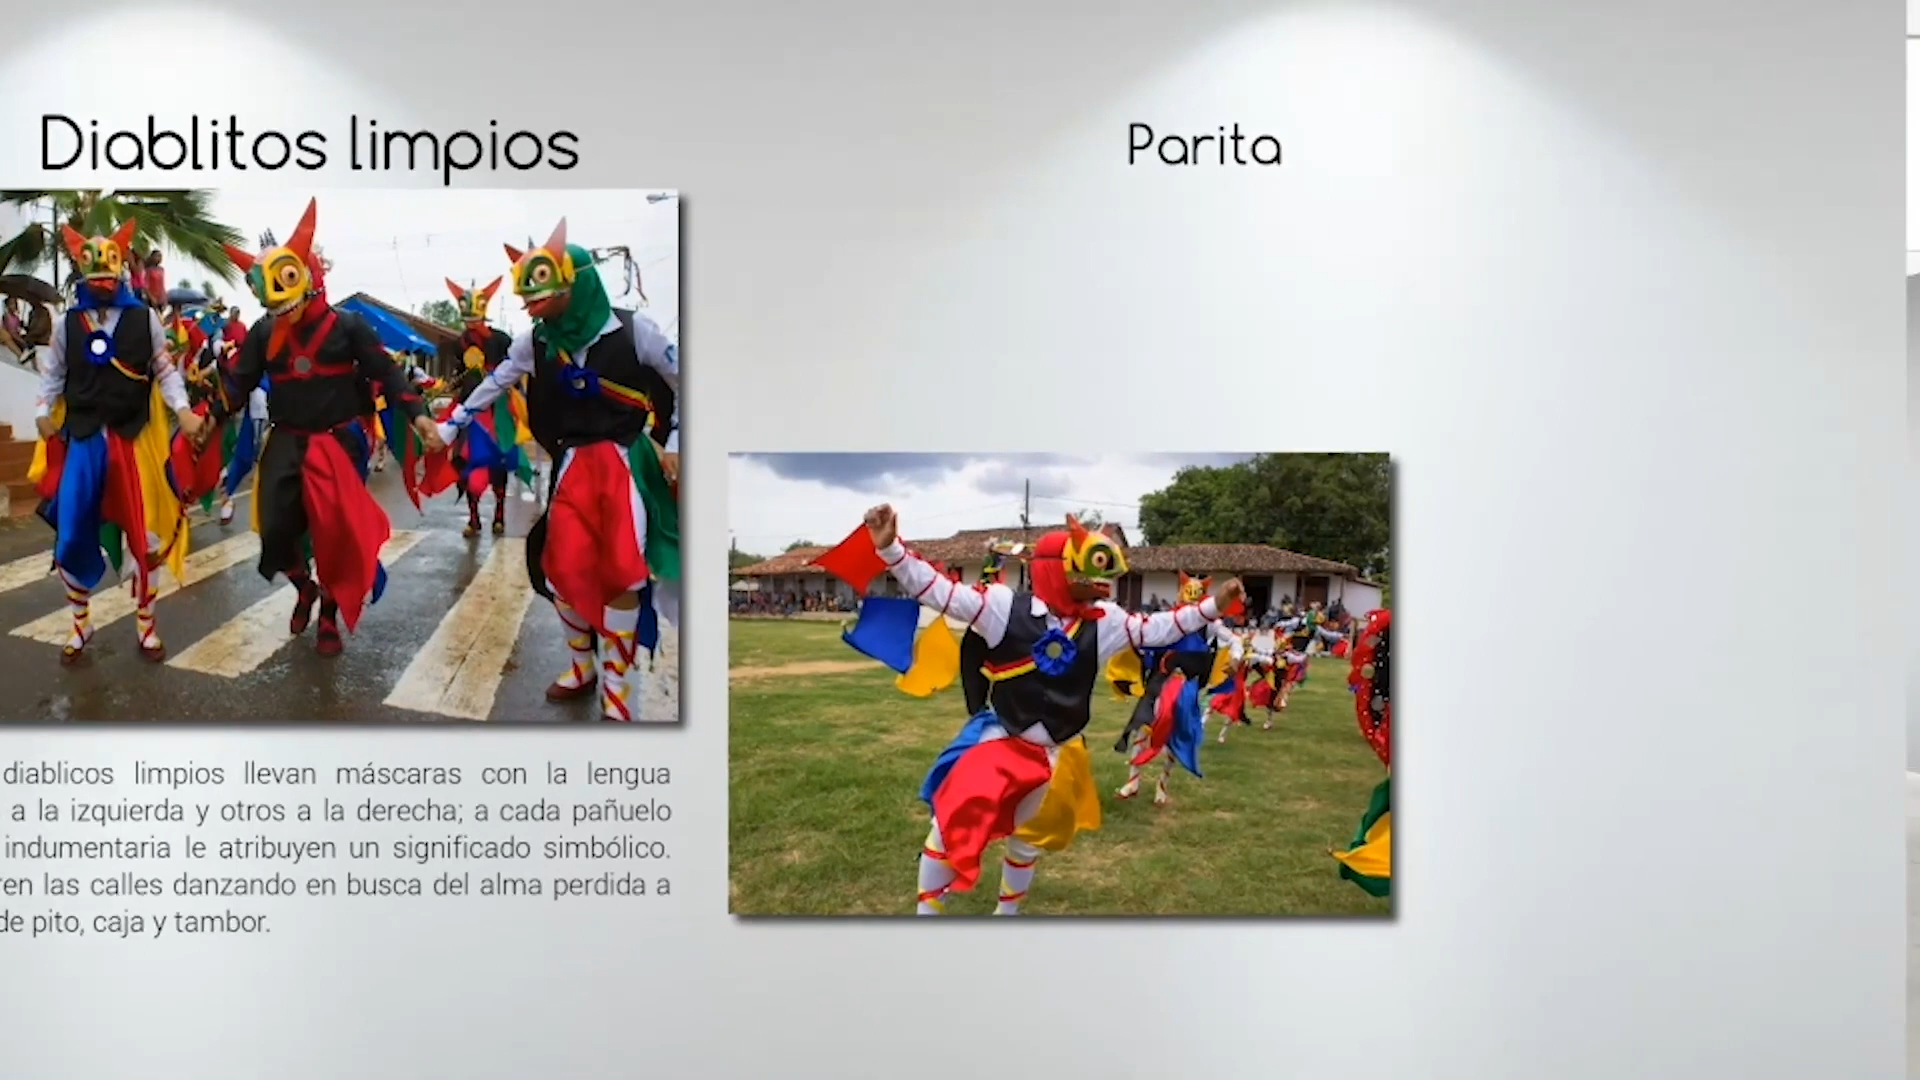 Diablitos limpios
Parita
diablicos limpios llevan máscaras con la lengua
a la izquierda y otros a la derecha; a cada pañuelo
indumentaria le atribuyen un significado simbólico.
las calles danzando en busca del alma perdida a
de pito, caja y tambor.